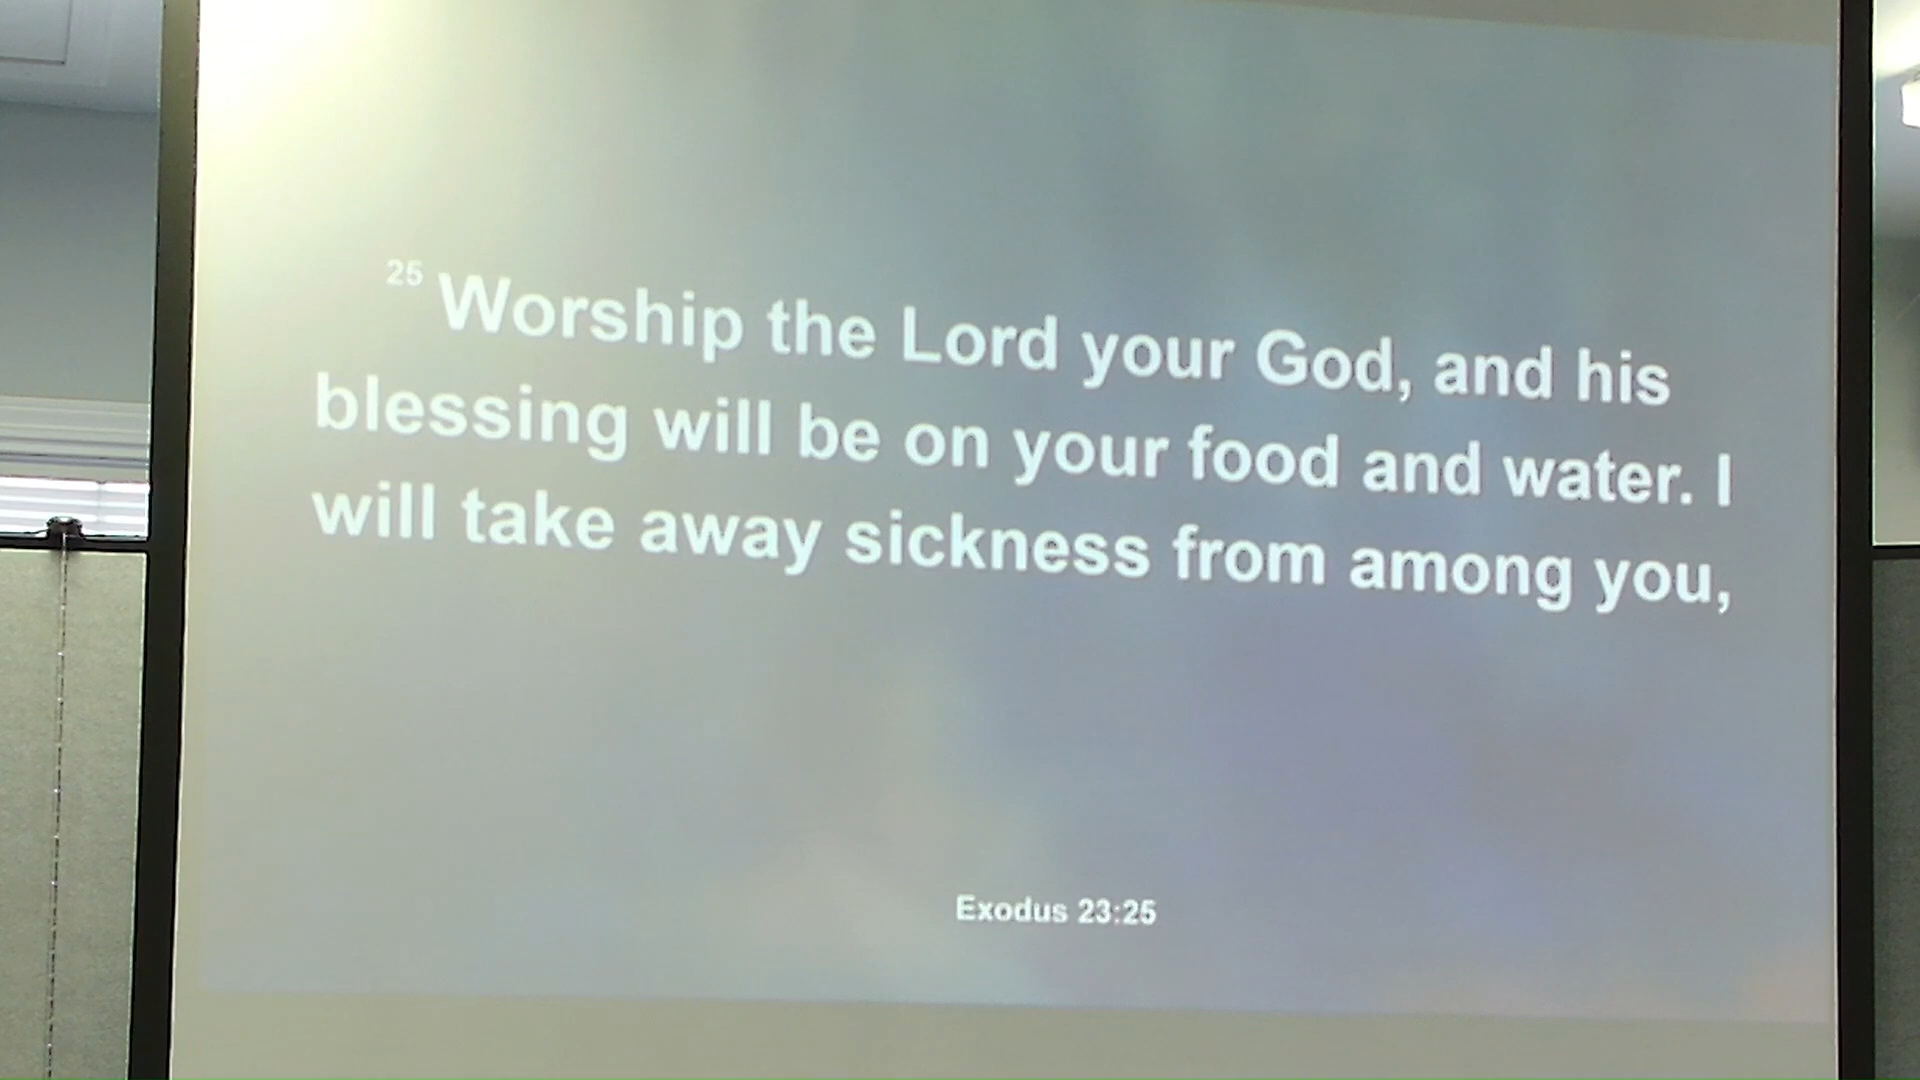 25 Worship the Lord your God, and his
blessing will be on your food and water. I
will take away sickness from among you,
Exodus 23:25